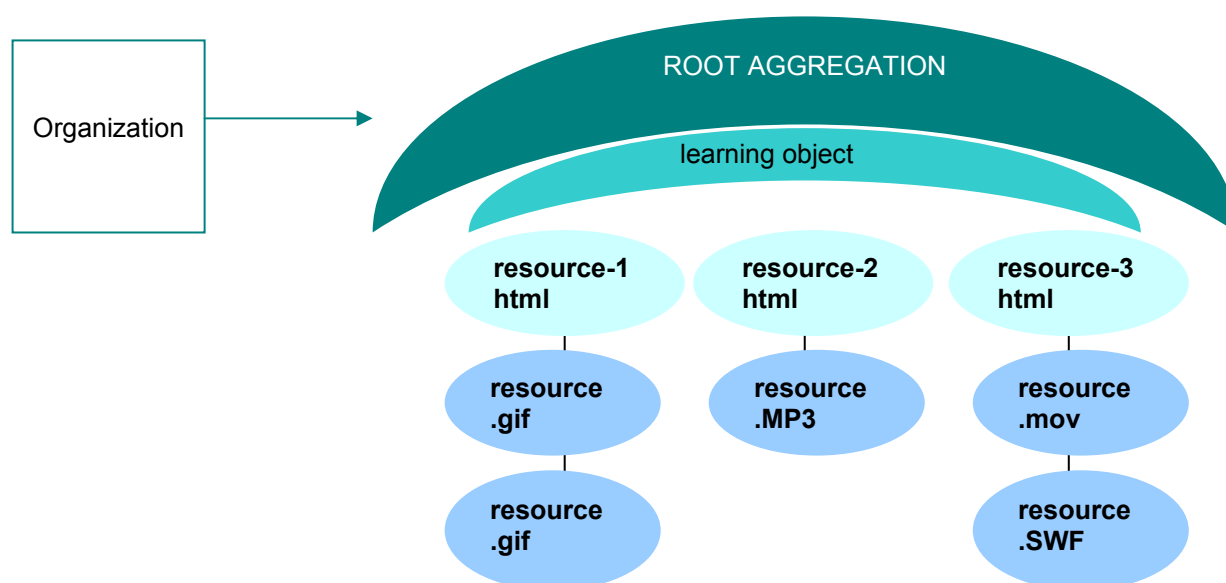 ROOT AGGREGATION
Organization
learning object
resource-1
html
resource-2
html
resource-3
html
resource
.gif
resource
.MP3
resource
.mov
resource
.gif
resource
.SWF